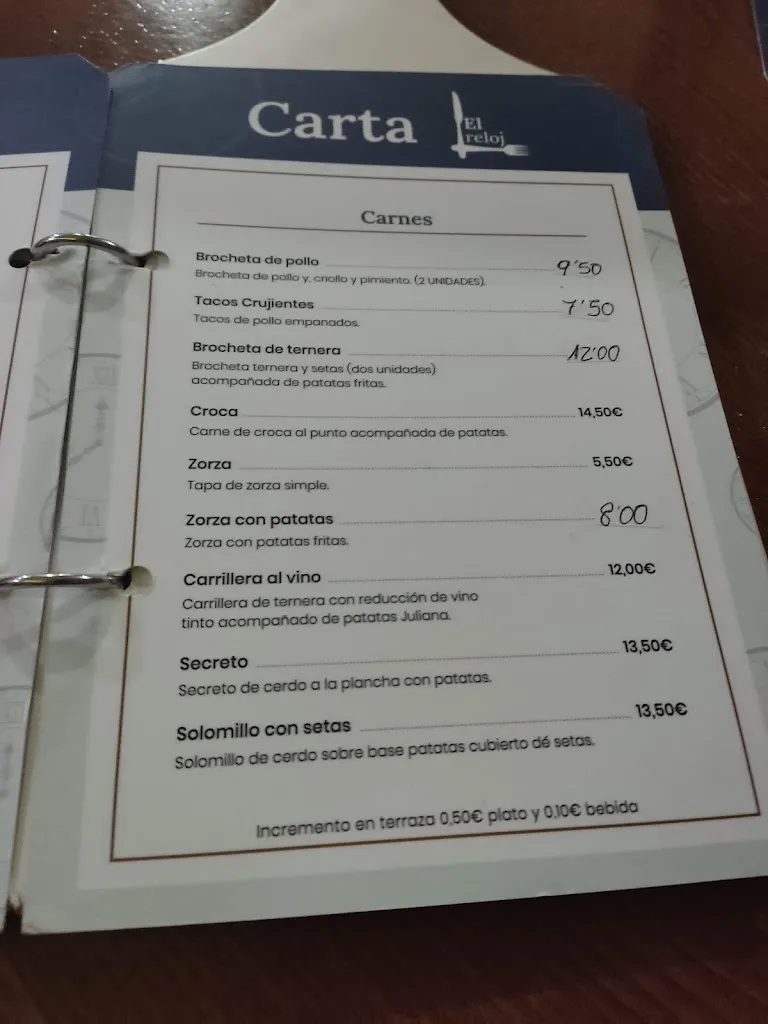 Carta
El
reloj
Carnes
Brocheta de pollo 9'50
Brocheta de pollo y, criollo y pimiento. (2 UNIDADES).
Tacos Crujientes 7'50
Tacos de pollo empanados.
Brocheta de ternera 12'00
Brocheta ternera y setas (dos unidades)
acompañada de patatas fritas.
Croca 14,50€
Carne de croca al punto acompañada de patatas.
Zorza 5,50€
Tapa de zorza simple.
Zorza con patatas 8'00
Zorza con patatas fritas.
Carrillera al vino 12,00€
Carrillera de ternera con reducción de vino
tinto acompañado de patatas Juliana.
Secreto 13,50€
Secreto de cerdo a la plancha con patatas.
Solomillo con setas 13,50€
Solomillo de cerdo sobre base patatas cubierto dé setas.
Incremento en terraza 0,50€ plato y 0,10€ bebida